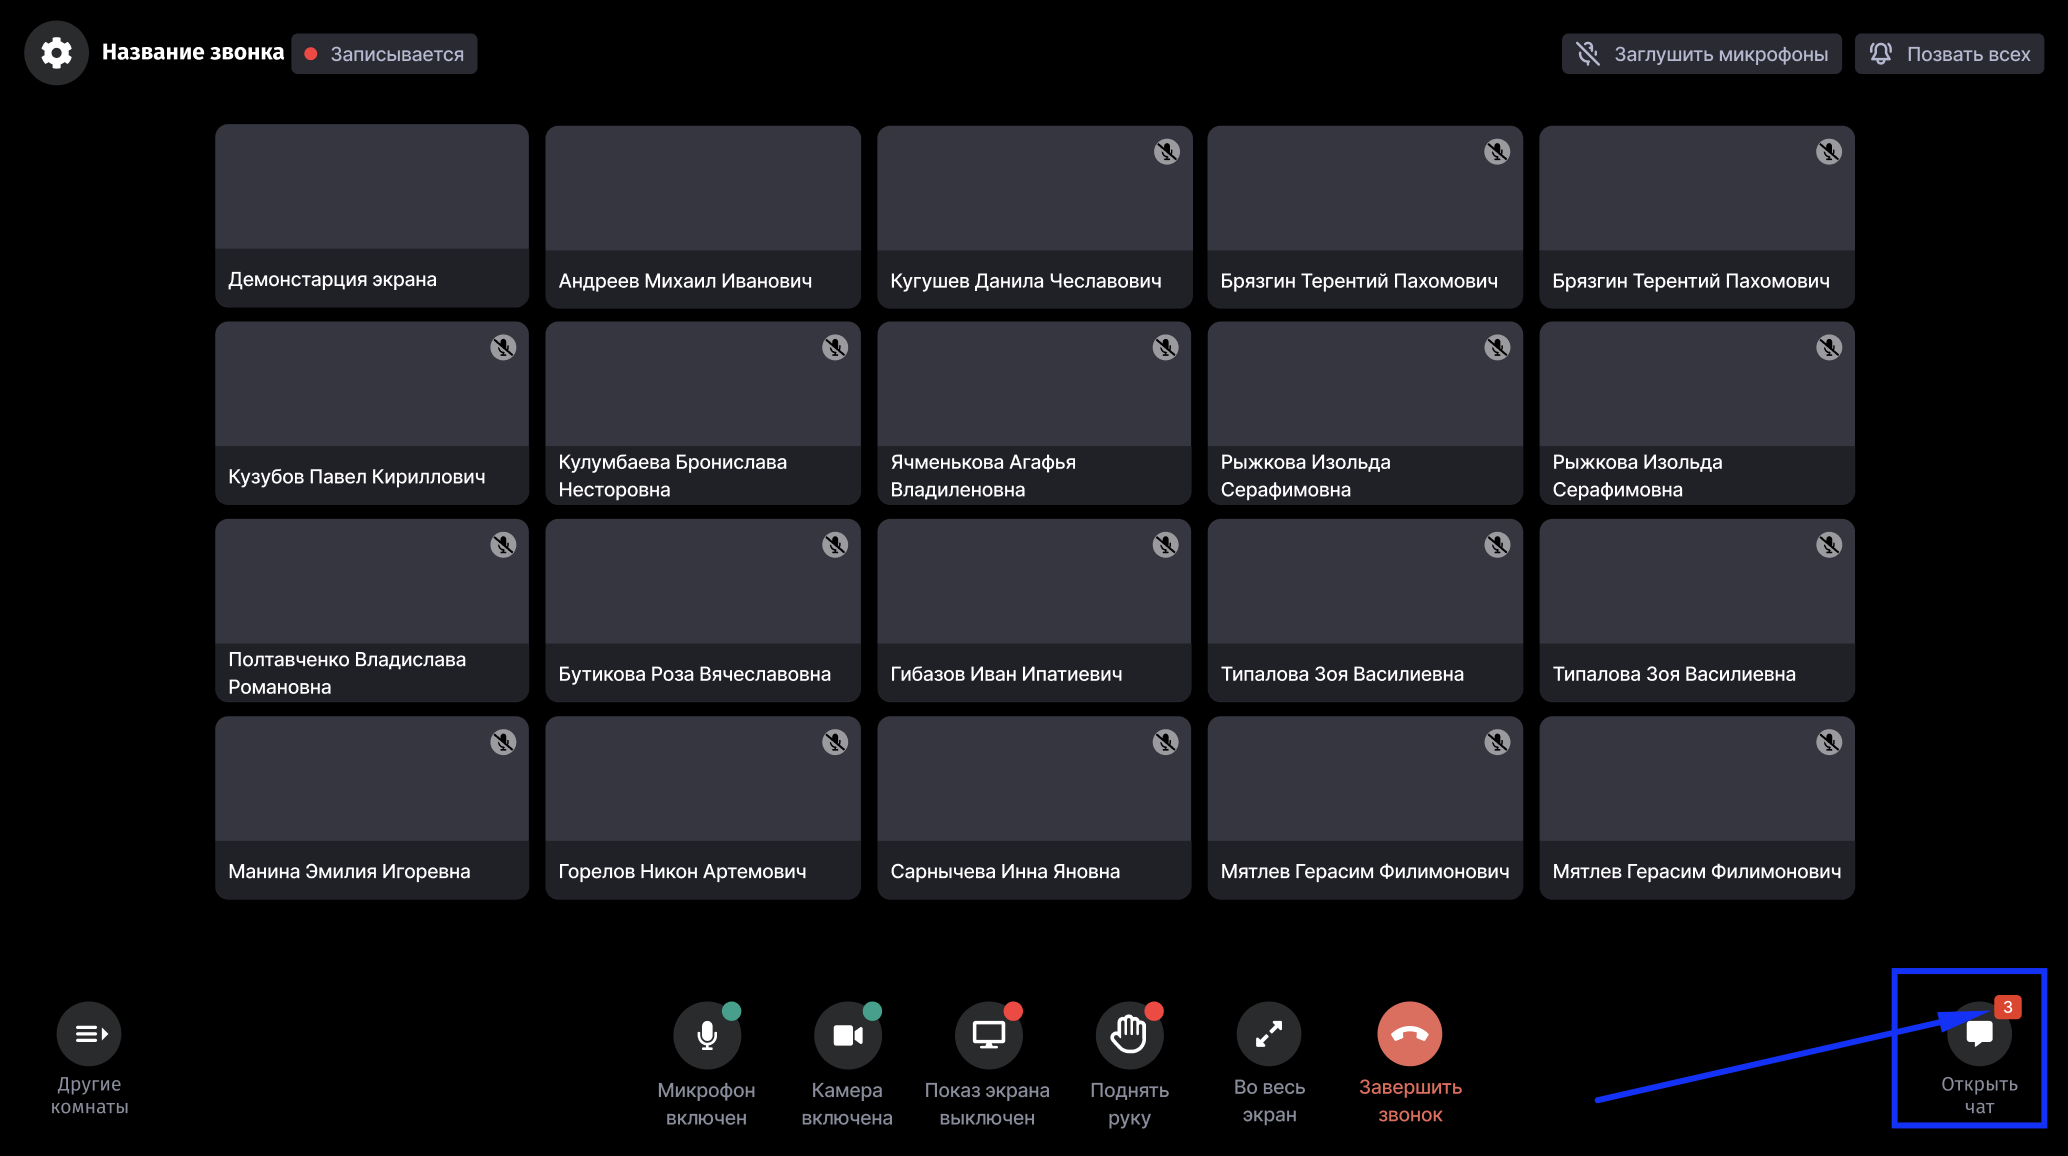 Название звонка
Записывается
Заглушить микрофоны
Позвать всех
Демонстарция экрана
Андреев Михаил Иванович
Кугушев Данила Чеславович
Брязгин Терентий Пахомович
Брязгин Терентий Пахомович
Кузубов Павел Кириллович
Кулумбаева Бронислава
Несторовна
Ячменькова Агафья
Владиленовна
Рыжкова Изольда
Серафимовна
Рыжкова Изольда
Серафимовна
Полтавченко Владислава
Романовна
Бутикова Роза Вячеславовна
Гибазов Иван Ипатиевич
Типалова Зоя Василиевна
Типалова Зоя Василиевна
Манина Эмилия Игоревна
Горелов Никон Артемович
Сарнычева Инна Яновна
Мятлев Герасим Филимонович
Мятлев Герасим Филимонович
Другие
комнаты
Микрофон
включен
Камера
включена
Показ экрана
выключен
Поднять
руку
Во весь
экран
Завершить
звонок
3
Открыть
чат